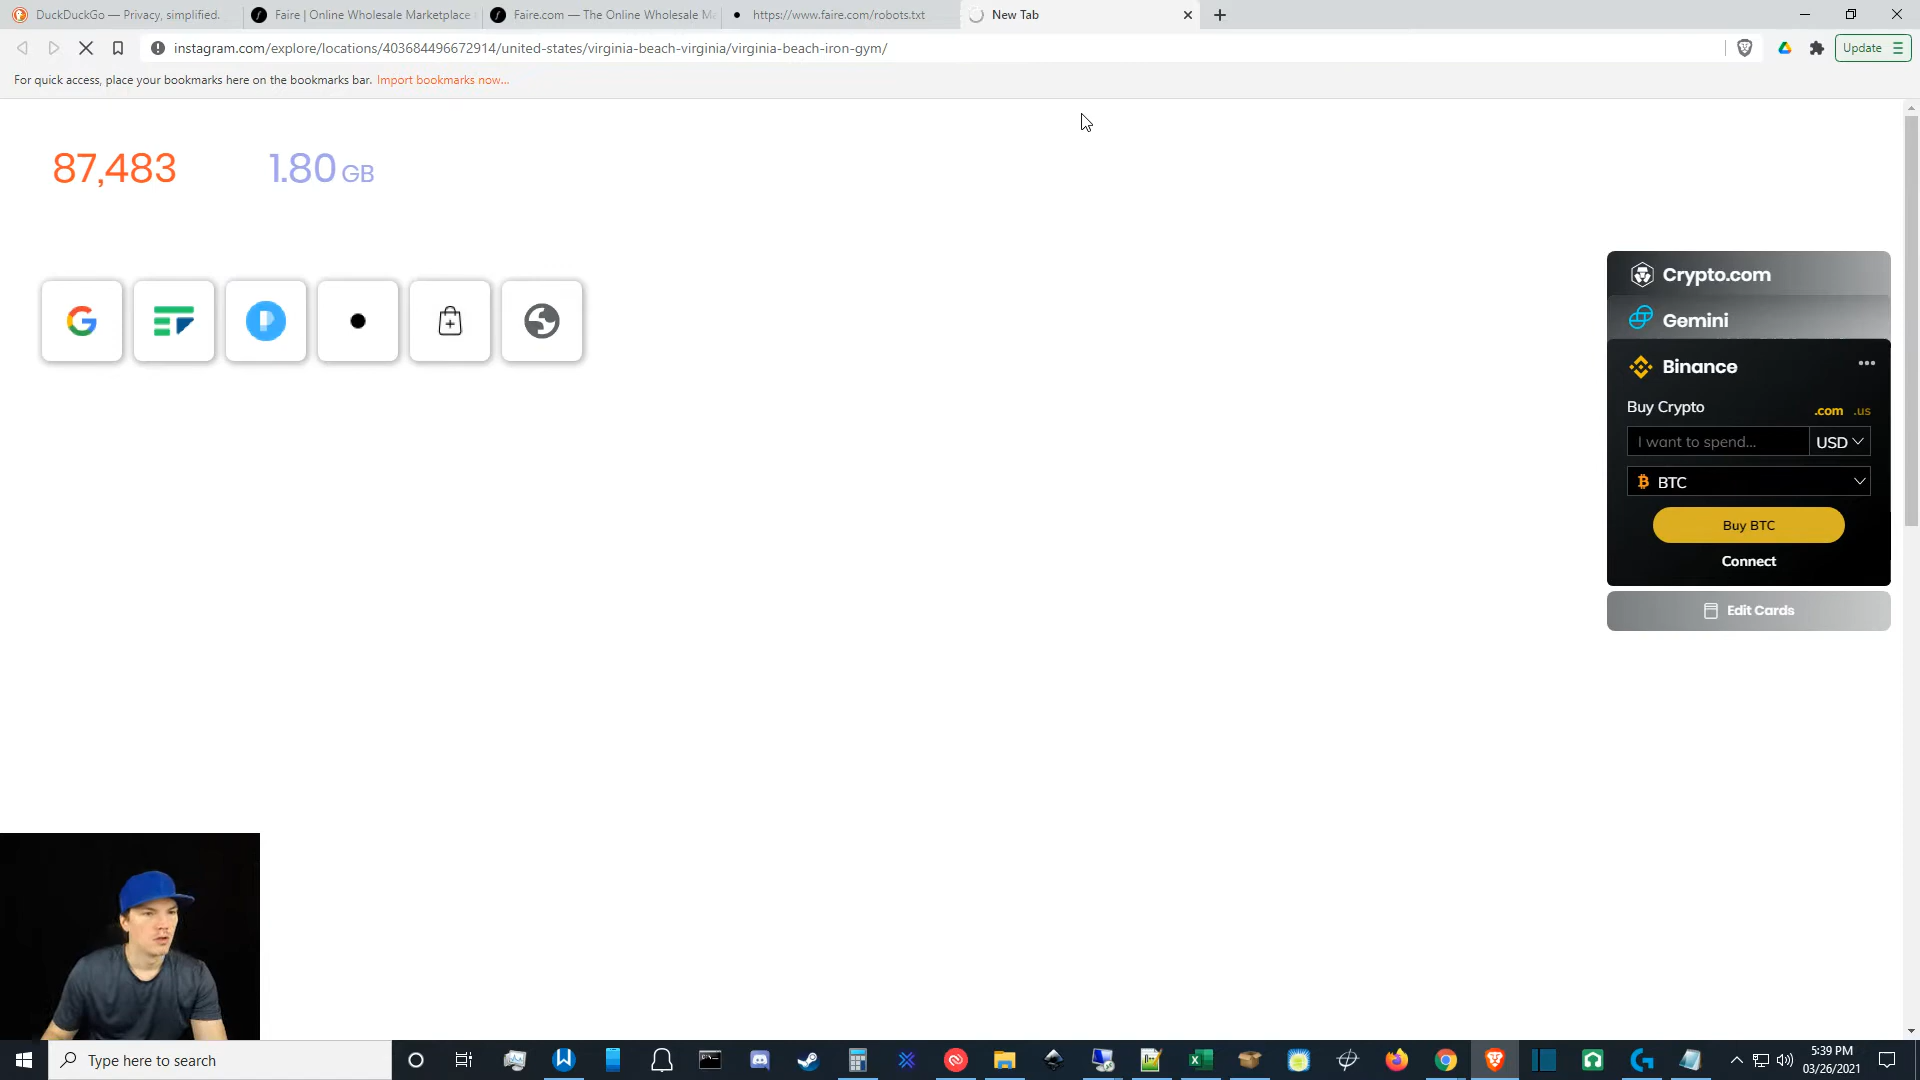 DuckDuckGo — Privacy, simplified.
Faire | Online Wholesale Marketplace
Faire.com — The Online Wholesale M
https://www.faire.com/robots.txt
New Tab
instagram.com/explore/locations/403684496672914/united-states/virginia-beach-virginia/virginia-beach-iron-gym/
Update
For quick access, place your bookmarks here on the bookmarks bar. Import bookmarks now...
87,483
1.80 GB
Crypto.com
Gemini
Binance
Buy Crypto
.com .us
I want to spend...
USD
BTC
Buy BTC
Connect
Edit Cards
Type here to search
5:39 PM
03/26/2021